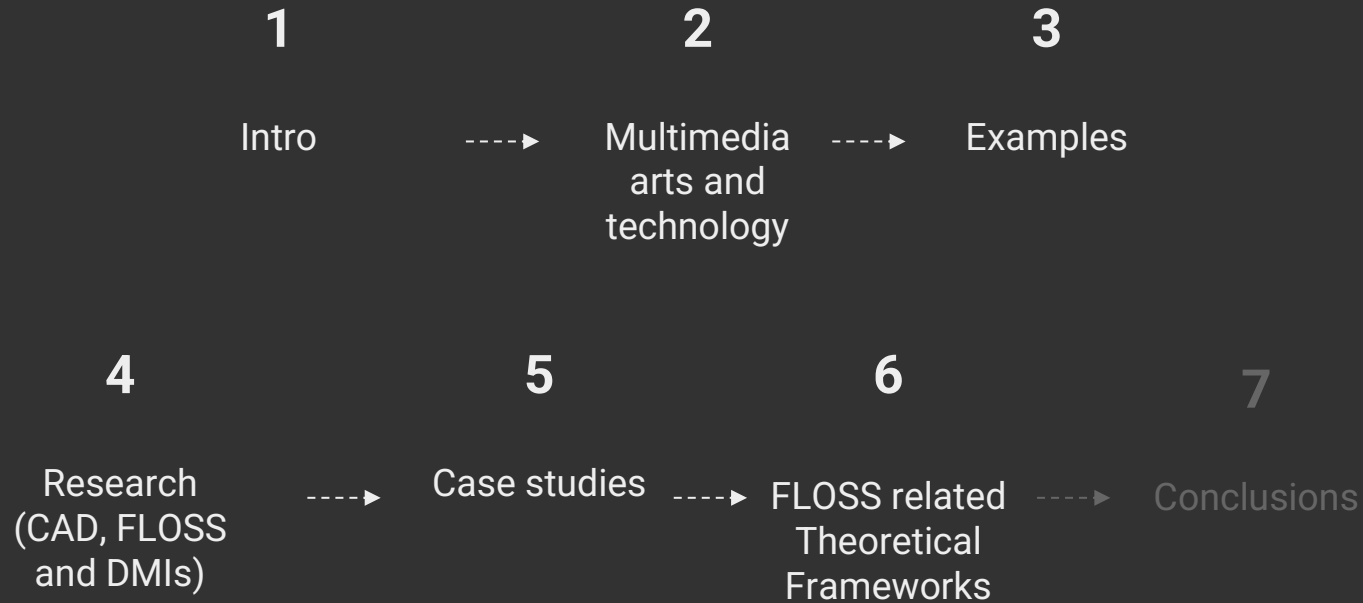 1
Intro
2
Multimedia
arts and
technology
3
Examples
4
Research
(CAD, FLOSS
and DMIs)
5
Case studies
6
FLOSS related
Theoretical
Frameworks
7
Conclusions